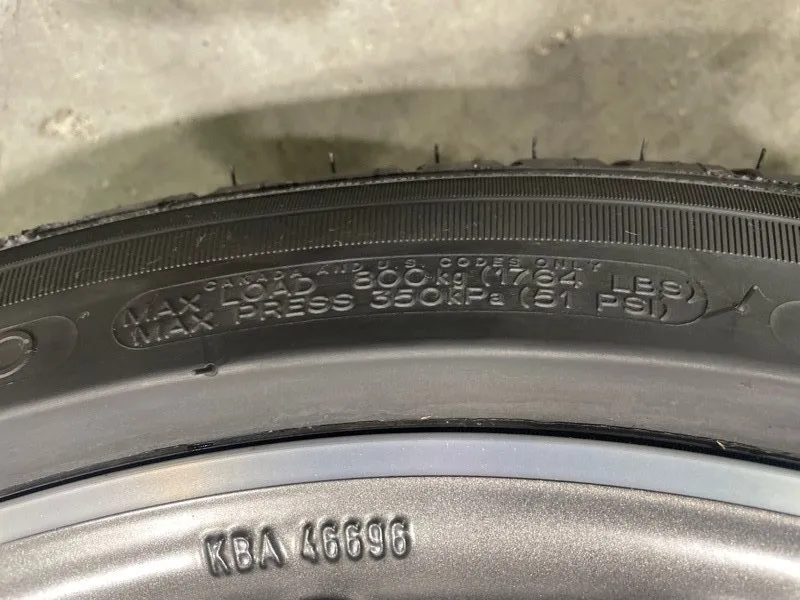 CANADA AND U.S. CODES ONLY
MAX LOAD 800 kg (1764 LBS)
MAX PRESS 350 kPa (51 PSI)
KBA 46696